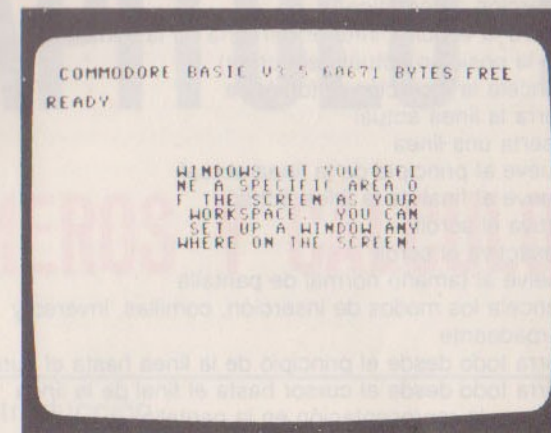 COMMODORE BASIC V3.5 60671 BYTES FREE
READY
WINDOWS LET YOU DEFI
NE A SPECIFIC AREA O
F THE SCREEN AS YOUR
WORKSPACE. YOU CAN
SET UP A WINDOW ANY
WHERE ON THE SCREEN.